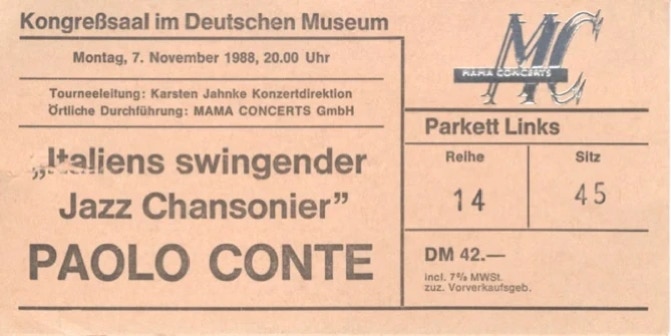 Kongreßsaal im Deutschen Museum
Montag, 7. November 1988, 20.00 Uhr
Tourneeleitung: Karsten Jahnke Konzertdirektion
Örtliche Durchführung: MAMA CONCERTS GmbH
„Italiens swingender
Jazz Chansonier”
PAOLO CONTE
MC
MAMA CONCERTS
Parkett Links
Reihe
14
Sitz
45
DM 42.—
incl. 7% MWSt.
zuz. Vorverkaufsgeb.